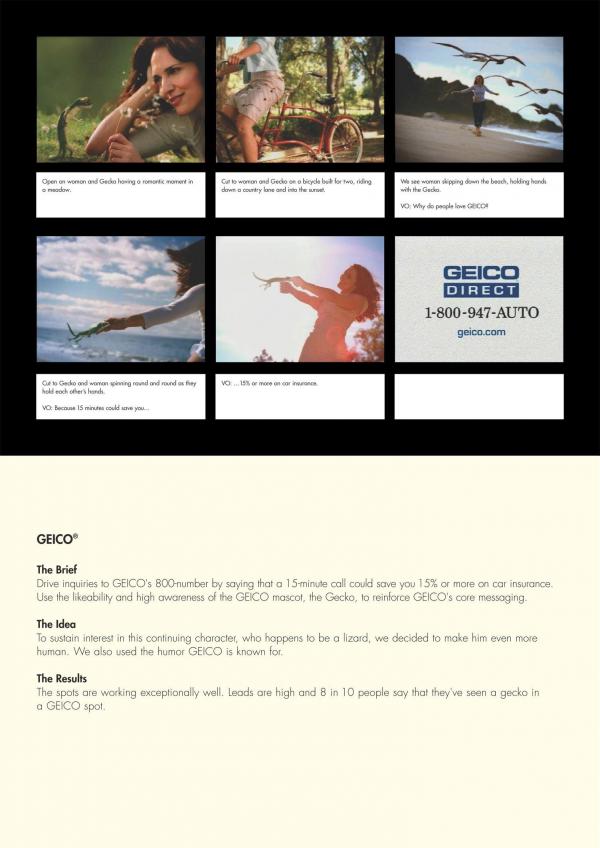 Open on woman and Gecko having a romantic moment in
a meadow.
Cut to woman and Gecko on a bicycle built for two, riding
down a country lane and into the sunset.
We see woman skipping down the beach, holding hands
with the Gecko.
VO: Why do people love GEICO?
Cut to Gecko and woman spinning round and round as they
hold each other's hands.
VO: Because 15 minutes could save you...
VO: ...15% or more on car insurance.
GEICO
DIRECT
1-800-947-AUTO
geico.com
GEICO®
The Brief
Drive inquiries to GEICO's 800-number by saying that a 15-minute call could save you 15% or more on car insurance.
Use the likeability and high awareness of the GEICO mascot, the Gecko, to reinforce GEICO's core messaging.
The Idea
To sustain interest in this continuing character, who happens to be a lizard, we decided to make him even more
human. We also used the humor GEICO is known for.
The Results
The spots are working exceptionally well. Leads are high and 8 in 10 people say that they've seen a gecko in
a GEICO spot.